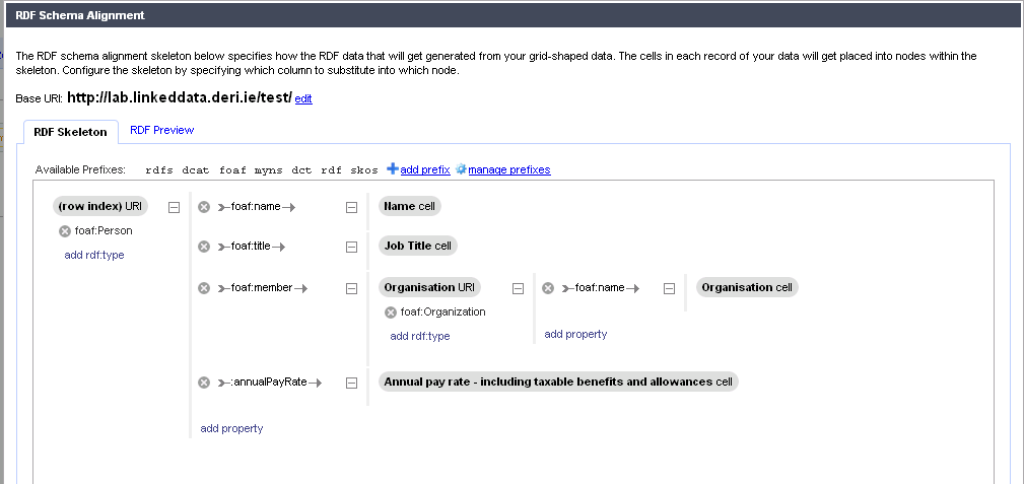 RDF Schema Alignment
The RDF schema alignment skeleton below specifies how the RDF data that will get generated from your grid-shaped data. The cells in each record of your data will get placed into nodes within the
skeleton. Configure the skeleton by specifying which column to substitute into which node.
Base URI: http://lab.linkeddata.deri.ie/test/ edit
RDF Skeleton RDF Preview
Available Prefixes: rdfs dcat foaf myns dct rdf skos add prefix manage prefixes
(row index) URI foaf:name Name cell
foaf:Person
add rdf:type
foaf:title Job Title cell
foaf:member Organisation URI foaf:name Organisation cell
foaf:Organization
add rdf:type add property
:annualPayRate Annual pay rate - including taxable benefits and allowances cell
add property